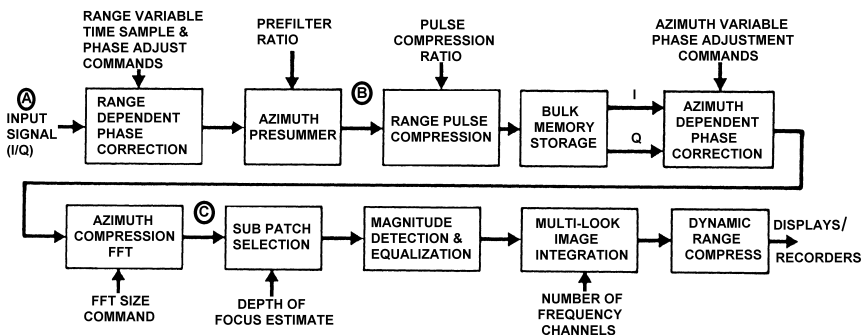 RANGE VARIABLE
TIME SAMPLE &
PHASE ADJUST
COMMANDS
PREFILTER
RATIO
PULSE
COMPRESSION
RATIO
AZIMUTH VARIABLE
PHASE ADJUSTMENT
COMMANDS
A
INPUT
SIGNAL
(I/Q)
RANGE
DEPENDENT
PHASE
CORRECTION
AZIMUTH
PRESUMMER
B
RANGE PULSE
COMPRESSION
BULK
MEMORY
STORAGE
I
Q
AZIMUTH
DEPENDENT
PHASE
CORRECTION
AZIMUTH
COMPRESSION
FFT
C
SUB PATCH
SELECTION
MAGNITUDE
DETECTION &
EQUALIZATION
MULTI-LOOK
IMAGE
INTEGRATION
DYNAMIC
RANGE
COMPRESS
DISPLAYS/
RECORDERS
FFT SIZE
COMMAND
DEPTH OF
FOCUS ESTIMATE
NUMBER OF
FREQUENCY
CHANNELS